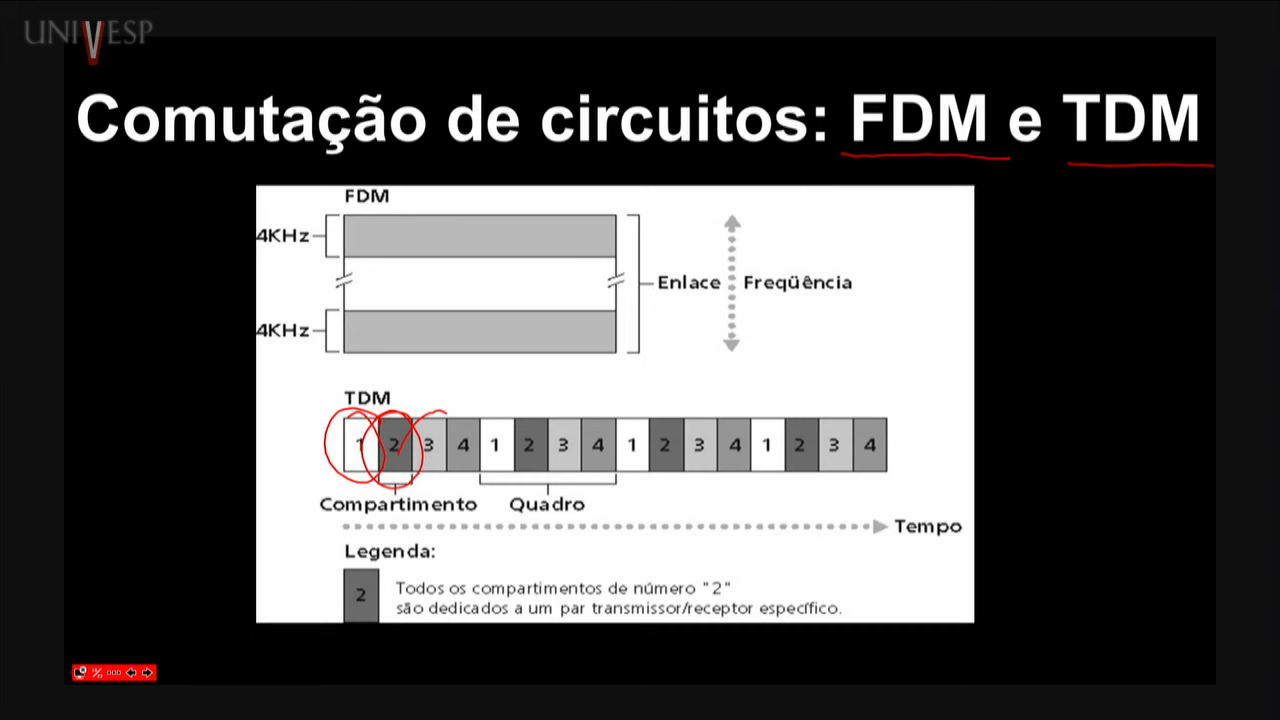 UNIVESP
Comutação de circuitos: FDM e TDM
FDM
4KHz
Enlace
Freqüência
4KHz
TDM
1 2 3 4 1 2 3 4 1 2 3 4 1 2 3 4
Compartimento
Quadro
Tempo
Legenda:
2
Todos os compartimentos de número "2"
são dedicados a um par transmissor/receptor específico.